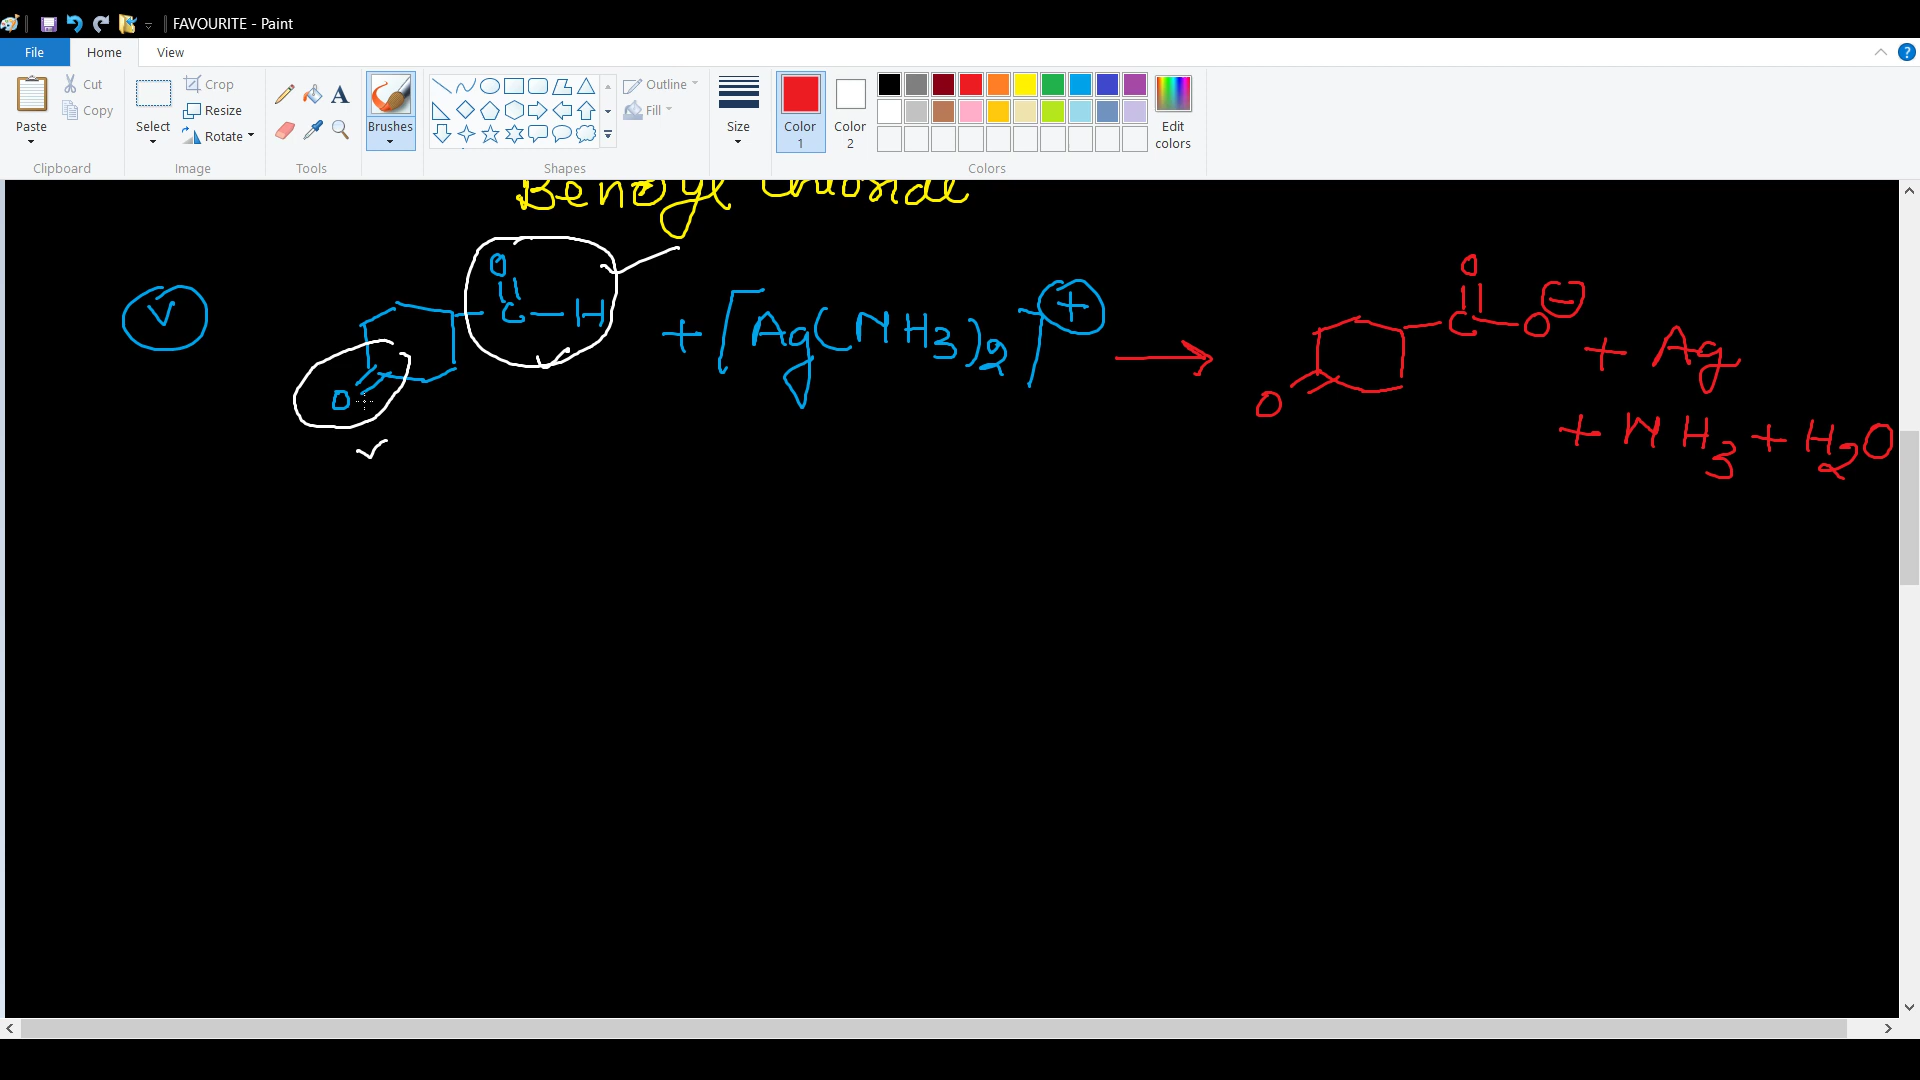 FAVOURITE - Paint
File Home View
Cut
Copy
Paste
Clipboard
Crop
Resize
Rotate
Select
Image
Tools
Brushes
Shapes
Outline
Fill
Size
Color 1
Color 2
Edit colors
Colors
Benzoyl Chloride
V
O
C - H
O
+ [Ag(NH3)2]+
→
O
C - O -
O
+ Ag
+ NH3 + H2O